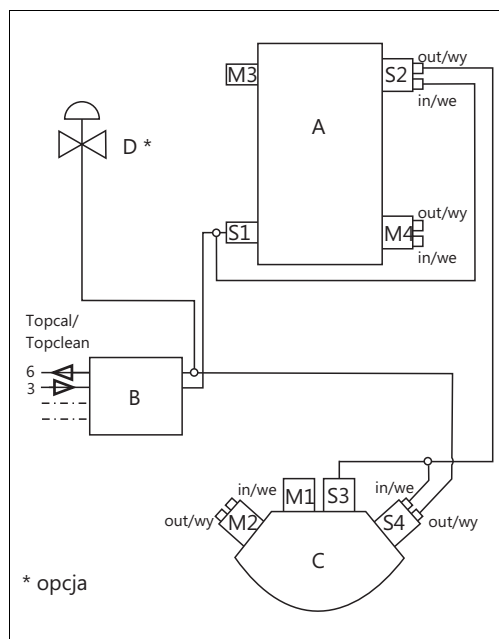 out/wy
M3
S2
in/we
A
D *
out/wy
S1
M4
in/we
Topcal/
Topclean
6
3
B
in/we
M1
S3
in/we
out/wy
M2
S4
out/wy
C
* opcja